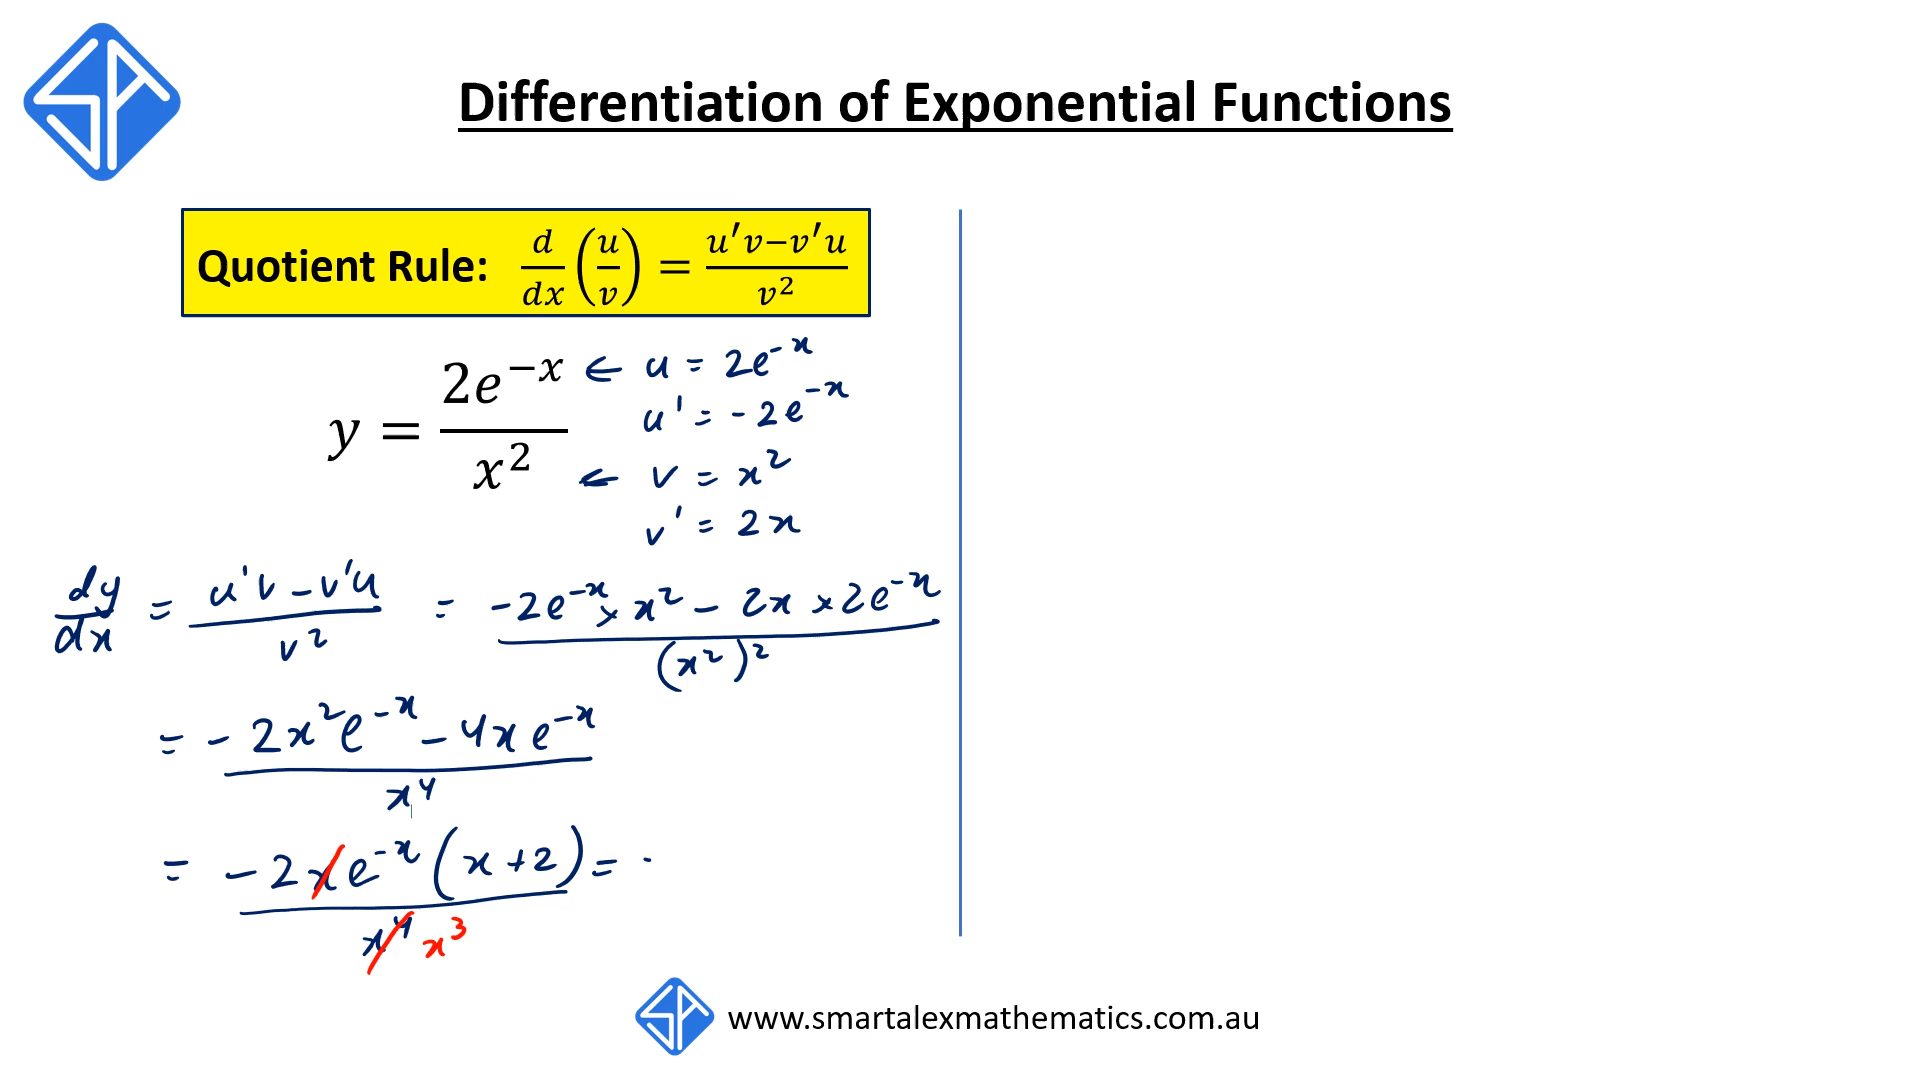 Differentiation of Exponential Functions
Quotient Rule: d/dx (u/v) = (u′v−v′u)/v²
y = 2e⁻ˣ/x²
← u = 2e⁻ˣ
u' = -2e⁻ˣ
← v = x²
v' = 2x
dy/dx = (u'v - v'u)/v² = (-2e⁻ˣ × x² - 2x × 2e⁻ˣ)/(x²)²
= (-2x²e⁻ˣ - 4xe⁻ˣ)/x⁴
= -2xe⁻ˣ(x+2)/x⁴ x³ =
www.smartalexmathematics.com.au